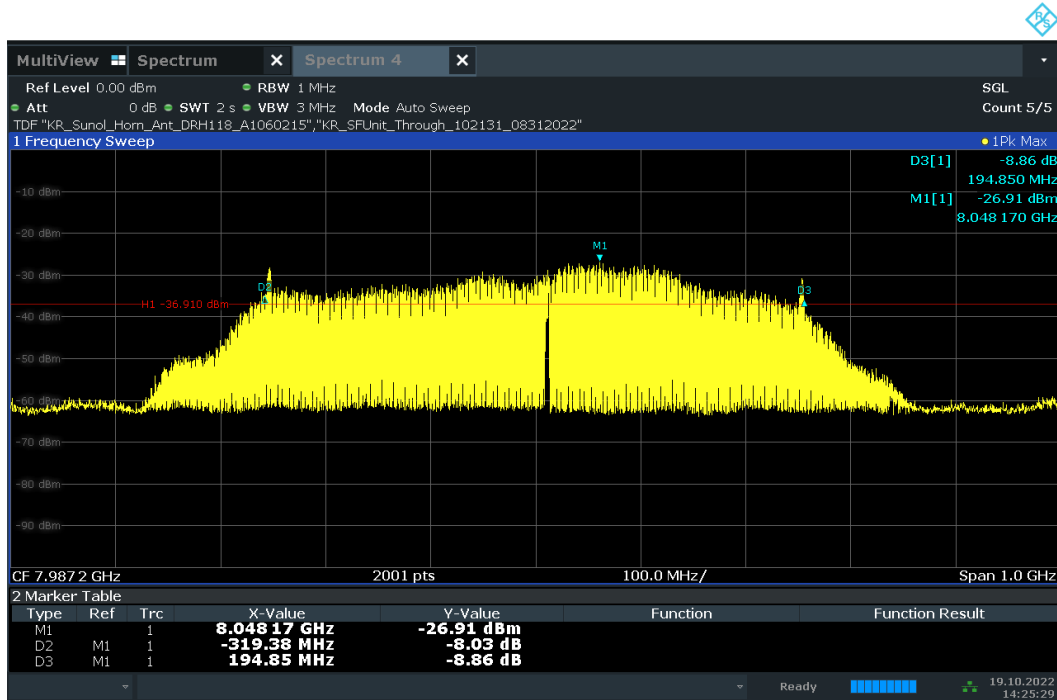 R&S
MultiView Spectrum X Spectrum 4 X
Ref Level 0.00 dBm RBW 1 MHz SGL
Att 0 dB SWT 2 s VBW 3 MHz Mode Auto Sweep Count 5/5
TDF "KR_Sunol_Horn_Ant_DRH118_A1060215","KR_SFUnit_Through_102131_08312022"
1 Frequency Sweep 1Pk Max
D3[1] -8.86 dB
194.850 MHz
-10 dBm
M1[1] -26.91 dBm
8.048 170 GHz
-20 dBm
M1
-30 dBm
D2
D3
H1 -36.910 dBm
-40 dBm
-50 dBm
-60 dBm
-70 dBm
-80 dBm
-90 dBm
CF 7.987 2 GHz 2001 pts 100.0 MHz/ Span 1.0 GHz
2 Marker Table
Type Ref Trc X-Value Y-Value Function Function Result
M1 1 8.048 17 GHz -26.91 dBm
D2 M1 1 -319.38 MHz -8.03 dB
D3 M1 1 194.85 MHz -8.86 dB
Ready 19.10.2022
14:25:29